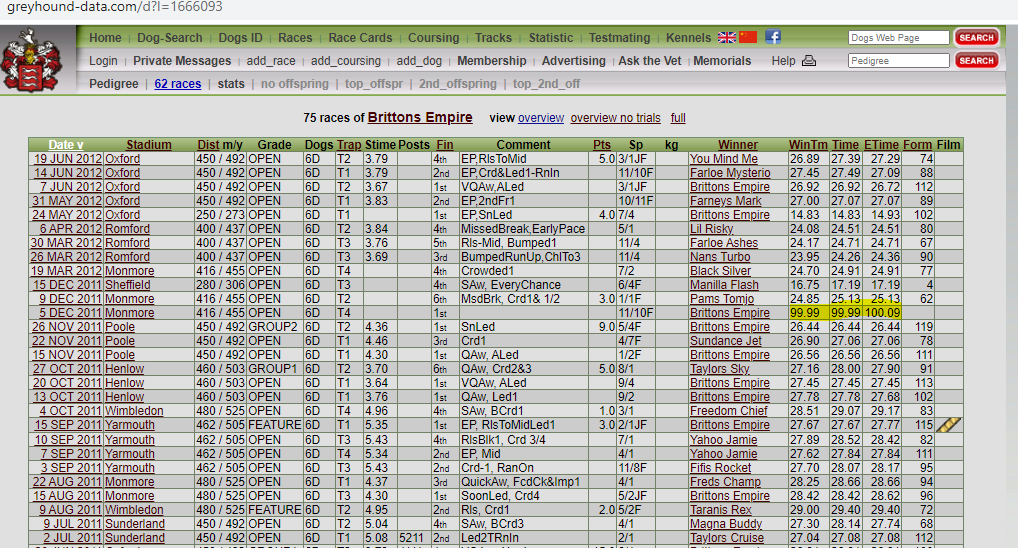 greyhound-data.com/d?l=1666093
Home | Dog-Search | Dogs ID | Races | Race Cards | Coursing | Tracks | Statistic | Testmating | Kennels Dogs Web Page SEARCH
Login | Private Messages | add_race | add_coursing | add_dog | Membership | Advertising | Ask the Vet | Memorials Help Pedigree SEARCH
Pedigree | 62 races | stats | no offspring | top_offspr | 2nd_offspring | top_2nd_off
75 races of Brittons Empire view overview overview no trials full
Date v Stadium Dist m/y Grade Dogs Trap Stime Posts Fin Comment Pts Sp kg Winner WinTm Time ETime Form Film
19 JUN 2012 Oxford 450 / 492 OPEN 6D T2 3.79 4th EP,RlsToMid 5.0 3/1JF You Mind Me 26.89 27.39 27.29 74
14 JUN 2012 Oxford 450 / 492 OPEN 6D T1 3.79 2nd EP,Crd&Led1-RnIn 11/10F Farloe Mysterio 27.45 27.49 27.09 88
7 JUN 2012 Oxford 450 / 492 OPEN 6D T2 3.67 1st VQAw,ALed 3/1JF Brittons Empire 26.92 26.92 26.72 112
31 MAY 2012 Oxford 450 / 492 OPEN 6D T1 3.83 2nd EP,2ndFr1 10/11F Farneys Mark 27.00 27.07 27.07 89
24 MAY 2012 Oxford 250 / 273 OPEN 6D T1 1st EP,SnLed 4.0 7/4 Brittons Empire 14.83 14.83 14.93 102
6 APR 2012 Romford 400 / 437 OPEN 6D T2 3.84 4th MissedBreak,EarlyPace 5/1 Lil Risky 24.08 24.51 24.51 80
30 MAR 2012 Romford 400 / 437 OPEN 6D T3 3.76 5th Rls-Mid, Bumped1 11/4 Farloe Ashes 24.17 24.71 24.71 67
26 MAR 2012 Romford 400 / 437 OPEN 6D T3 3.69 3rd BumpedRunUp,ChlTo3 11/4 Nans Turbo 23.95 24.26 24.36 90
19 MAR 2012 Monmore 416 / 455 OPEN 6D T4 4th Crowded1 7/2 Black Silver 24.70 24.91 24.91 77
15 DEC 2011 Sheffield 280 / 306 OPEN 6D T3 4th SAw, EveryChance 6/4F Manilla Flash 16.75 17.19 17.19 4
9 DEC 2011 Monmore 416 / 455 OPEN 6D T2 6th MsdBrk, Crd1& 1/2 3.0 1/1F Pams Tomjo 24.85 25.13 25.13 62
5 DEC 2011 Monmore 416 / 455 OPEN 6D T4 1st 11/10F Brittons Empire 99.99 99.99 100.09
26 NOV 2011 Poole 450 / 492 GROUP2 6D T2 4.36 1st SnLed 9.0 5/4F Brittons Empire 26.44 26.44 26.44 119
22 NOV 2011 Poole 450 / 492 OPEN 6D T1 4.46 3rd Crd1 4/7F Sundance Jet 26.90 27.06 27.06 78
15 NOV 2011 Poole 450 / 492 OPEN 6D T1 4.30 1st QAw, ALed 1/2F Brittons Empire 26.56 26.56 26.56 111
27 OCT 2011 Henlow 460 / 503 GROUP1 6D T2 3.70 6th QAw, Crd2&3 5.0 8/1 Taylors Sky 27.16 28.00 27.90 91
20 OCT 2011 Henlow 460 / 503 OPEN 6D T1 3.64 1st VQAw, ALed 9/4 Brittons Empire 27.45 27.45 27.45 113
13 OCT 2011 Henlow 460 / 503 OPEN 6D T1 3.76 1st QAw, Led1 9/2 Brittons Empire 27.78 27.78 27.68 102
4 OCT 2011 Wimbledon 480 / 525 OPEN 6D T4 4.96 4th SAw, BCrd1 1.0 3/1 Freedom Chief 28.51 29.07 29.17 83
15 SEP 2011 Yarmouth 462 / 505 FEATURE 6D T1 5.35 1st EP, RlsToMidLed1 3.0 2/1JF Brittons Empire 27.67 27.67 27.77 115
10 SEP 2011 Yarmouth 462 / 505 OPEN 6D T3 5.43 4th RlsBlk1, Crd 3/4 7/1 Yahoo Jamie 27.89 28.52 28.42 82
7 SEP 2011 Yarmouth 462 / 505 OPEN 6D T4 5.34 2nd EP, Mid 4/1 Yahoo Jamie 27.62 27.84 27.84 111
3 SEP 2011 Yarmouth 462 / 505 OPEN 6D T3 5.43 2nd Crd-1, RanOn 11/8F Fifis Rocket 27.70 28.07 28.17 95
22 AUG 2011 Monmore 480 / 525 OPEN 6D T1 4.37 3rd QuickAw, FcdCk&Imp1 4/1 Freds Champ 28.25 28.66 28.66 94
15 AUG 2011 Monmore 480 / 525 OPEN 6D T3 4.30 1st SoonLed, Crd4 5/2JF Brittons Empire 28.42 28.42 28.62 96
9 AUG 2011 Wimbledon 480 / 525 FEATURE 6D T2 4.95 2nd Rls, Crd1 2.0 5/2F Taranis Rex 29.00 29.40 29.40 72
9 JUL 2011 Sunderland 450 / 492 OPEN 6D T2 5.04 4th SAw, BCrd3 4/1 Magna Buddy 27.30 28.14 27.74 68
2 JUL 2011 Sunderland 450 / 492 OPEN 6D T1 5.08 5211 2nd Led2TRnIn 2/1 Taylors Cruise 27.04 27.08 27.08 112